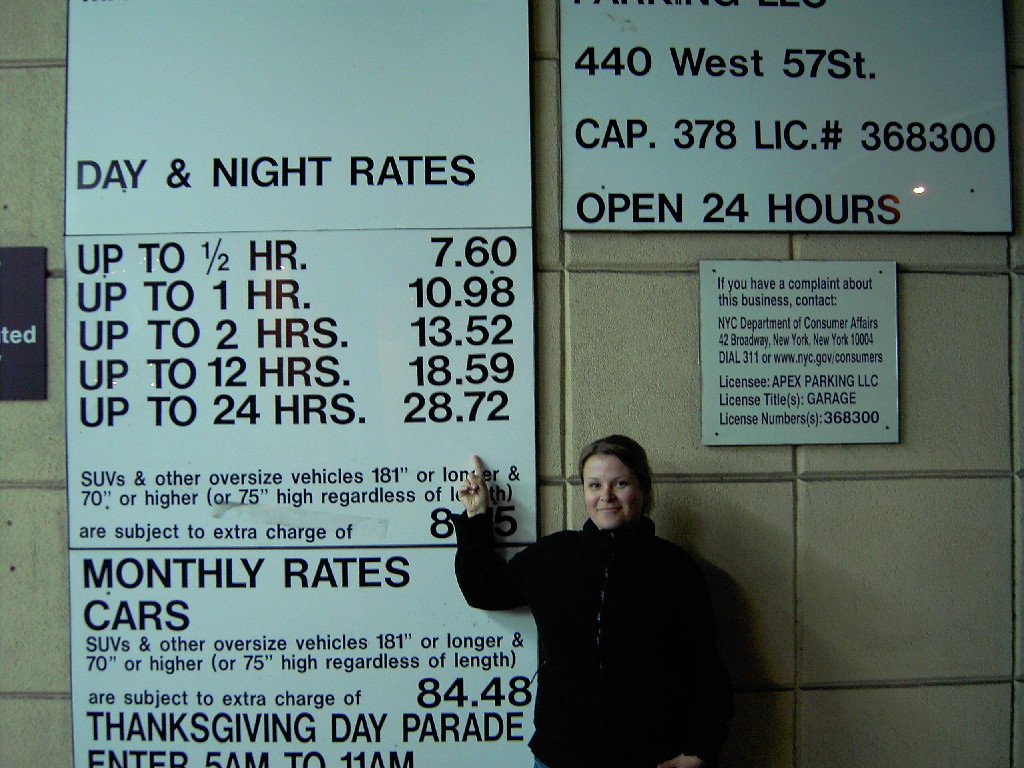 DAY & NIGHT RATES
UP TO ½ HR. 7.60
UP TO 1 HR. 10.98
UP TO 2 HRS. 13.52
UP TO 12 HRS. 18.59
UP TO 24 HRS. 28.72
SUVs & other oversize vehicles 181" or longer &
70" or higher (or 75" high regardless of length)
are subject to extra charge of
MONTHLY RATES
CARS
SUVs & other oversize vehicles 181" or longer &
70" or higher (or 75" high regardless of length)
are subject to extra charge of 84.48
THANKSGIVING DAY PARADE
ENTER 5AM TO 11AM
PARKING LLC
440 West 57St.
CAP. 378 LIC.# 368300
OPEN 24 HOURS
If you have a complaint about
this business, contact:
NYC Department of Consumer Affairs
42 Broadway, New York, New York 10004
DIAL 311 or www.nyc.gov/consumers
Licensee: APEX PARKING LLC
License Title(s): GARAGE
License Numbers(s): 368300